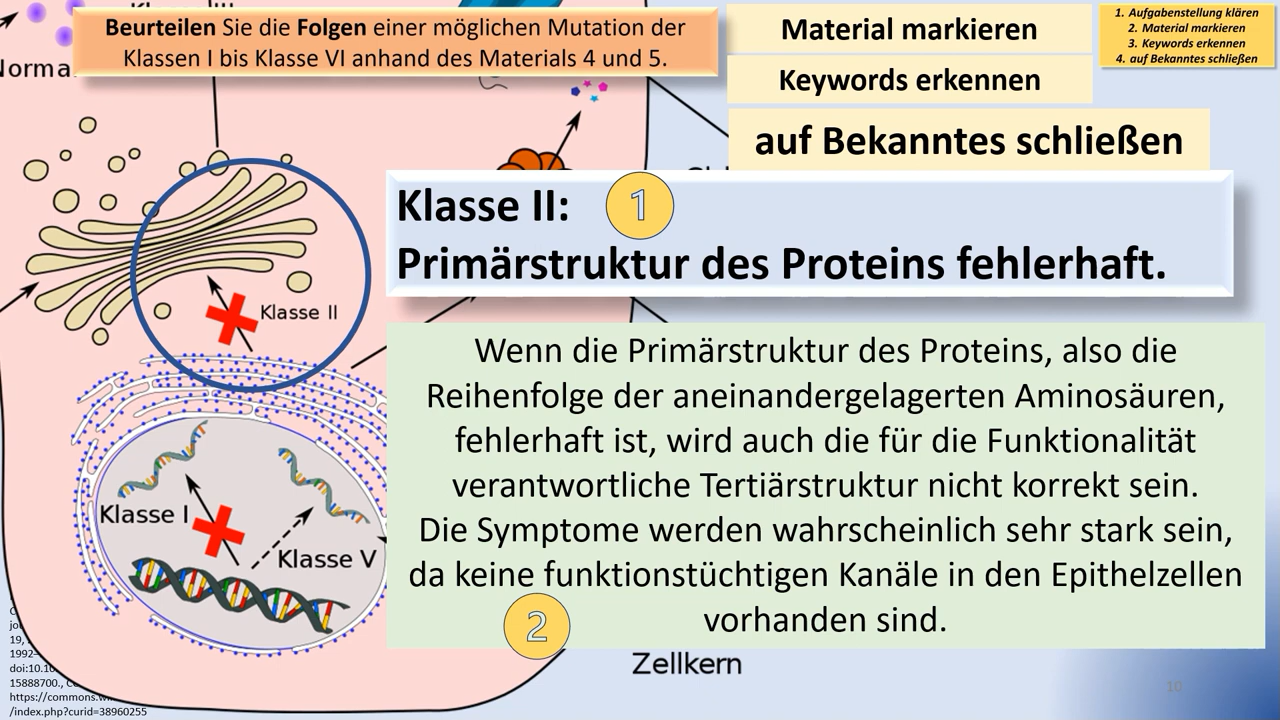 Beurteilen Sie die Folgen einer möglichen Mutation der
Klassen I bis Klasse VI anhand des Materials 4 und 5.
Material markieren
Keywords erkennen
auf Bekanntes schließen
1. Aufgabenstellung klären
2. Material markieren
3. Keywords erkennen
4. auf Bekanntes schließen
Klasse II: 1
Primärstruktur des Proteins fehlerhaft.
Klasse II
Wenn die Primärstruktur des Proteins, also die
Reihenfolge der aneinandergelagerten Aminosäuren,
fehlerhaft ist, wird auch die für die Funktionalität
verantwortliche Tertiärstruktur nicht korrekt sein.
Die Symptome werden wahrscheinlich sehr stark sein,
da keine funktionstüchtigen Kanäle in den Epithelzellen
vorhanden sind.
2
Klasse I
Klasse V
Zellkern
19,
1992-
15888700.,
/index.php?curid=38960255
10